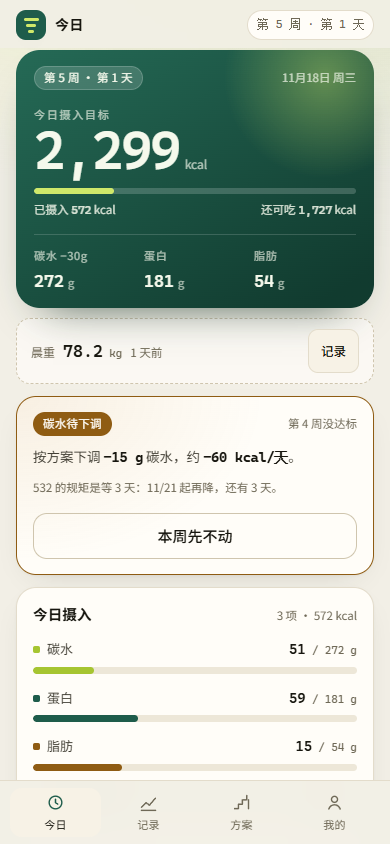 今日
第 5 周 · 第 1 天
第 5 周 · 第 1 天
11月18日 周三
今日摄入目标
2,299 kcal
已摄入 572 kcal
还可吃 1,727 kcal
碳水 −30g
蛋白
脂肪
272 g
181 g
54 g
晨重 78.2 kg 1 天前
记录
碳水待下调
第 4 周没达标
按方案下调 −15 g 碳水，约 −60 kcal/天。
532 的规矩是等 3 天：11/21 起再降，还有 3 天。
本周先不动
今日摄入
3 项 · 572 kcal
碳水
51 / 272 g
蛋白
59 / 181 g
脂肪
15 / 54 g
今日
记录
方案
我的